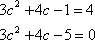 3c² + 4c − 1 = 4
3c² + 4c − 5 = 0